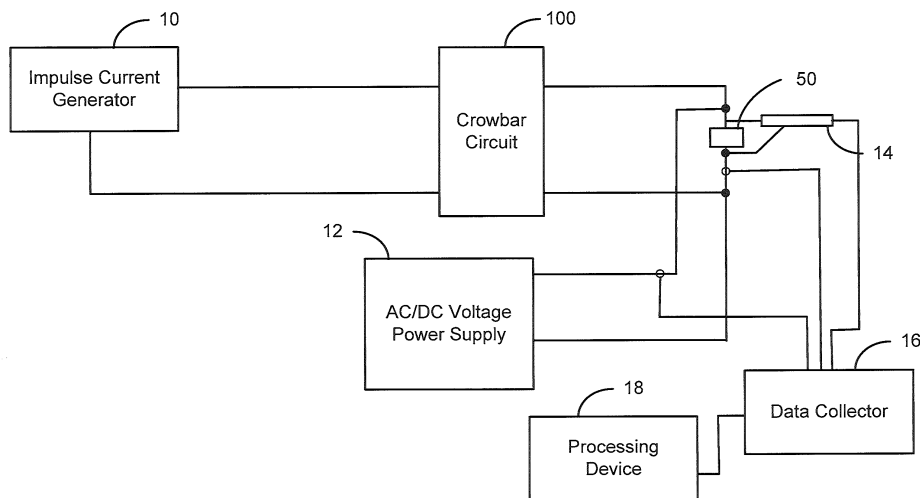 10
Impulse Current
Generator
100
Crowbar
Circuit
50
14
12
AC/DC Voltage
Power Supply
16
Data Collector
18
Processing
Device